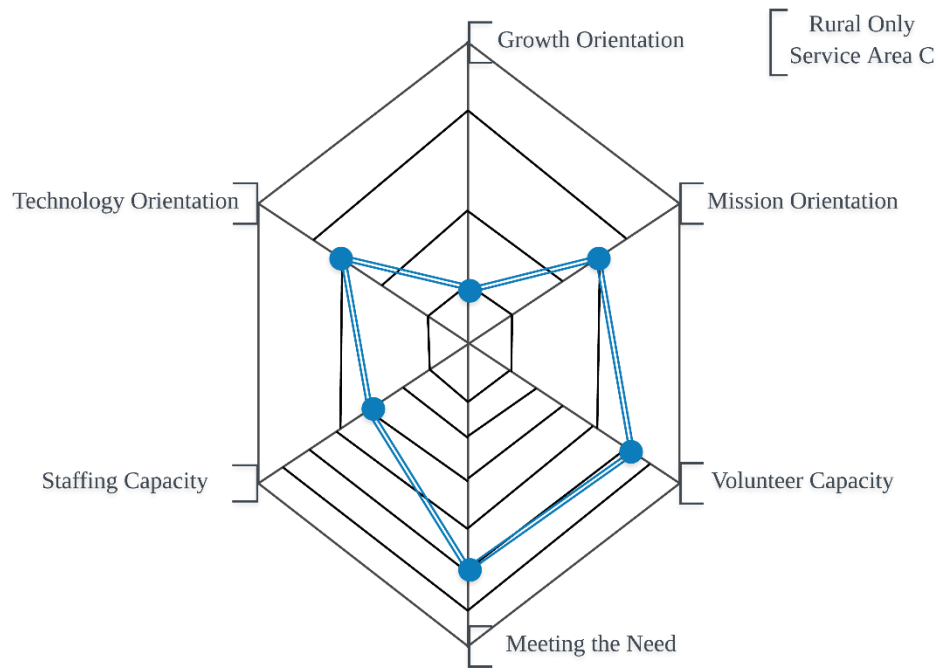 Rural Only
Service Area C
Growth Orientation
Technology Orientation
Mission Orientation
Staffing Capacity
Volunteer Capacity
Meeting the Need